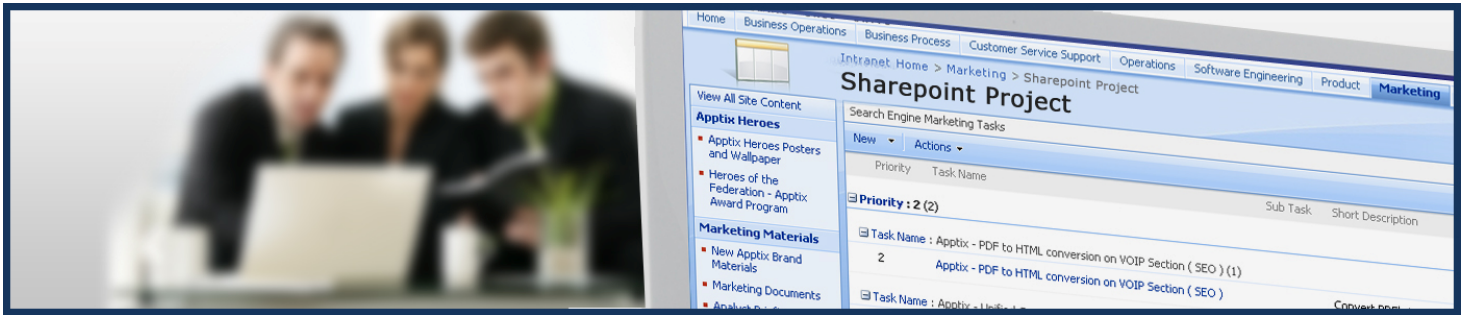 Home Business Operations Business Process Customer Service Support Operations Software Engineering Product Marketing
Intranet Home > Marketing > Sharepoint Project
Sharepoint Project
View All Site Content
Apptix Heroes
Apptix Heroes Posters
and Wallpaper
Heroes of the
Federation - Apptix
Award Program
Marketing Materials
New Apptix Brand
Materials
Marketing Documents
Analyst
Search Engine Marketing Tasks
New Actions
Priority Task Name Sub Task Short Description
Priority : 2 (2)
Task Name : Apptix - PDF to HTML conversion on VOIP Section ( SEO ) (1)
2 Apptix - PDF to HTML conversion on VOIP Section ( SEO )
Convert
Task Name : Apptix -